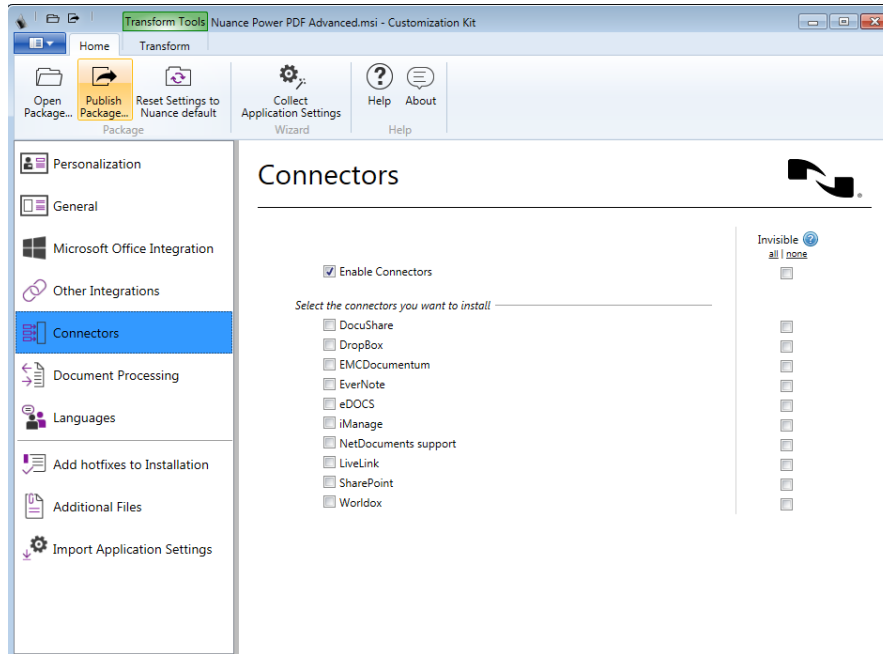 Transform Tools Nuance Power PDF Advanced.msi - Customization Kit
Home Transform
Open Package... Publish Package... Reset Settings to Nuance default Collect Application Settings Help About
Package Wizard Help
Personalization
General
Microsoft Office Integration
Other Integrations
Connectors
Document Processing
Languages
Add hotfixes to Installation
Additional Files
Import Application Settings
Connectors
Invisible
all | none
Enable Connectors
Select the connectors you want to install
DocuShare
DropBox
EMCDocumentum
EverNote
eDOCS
iManage
NetDocuments support
LiveLink
SharePoint
Worldox